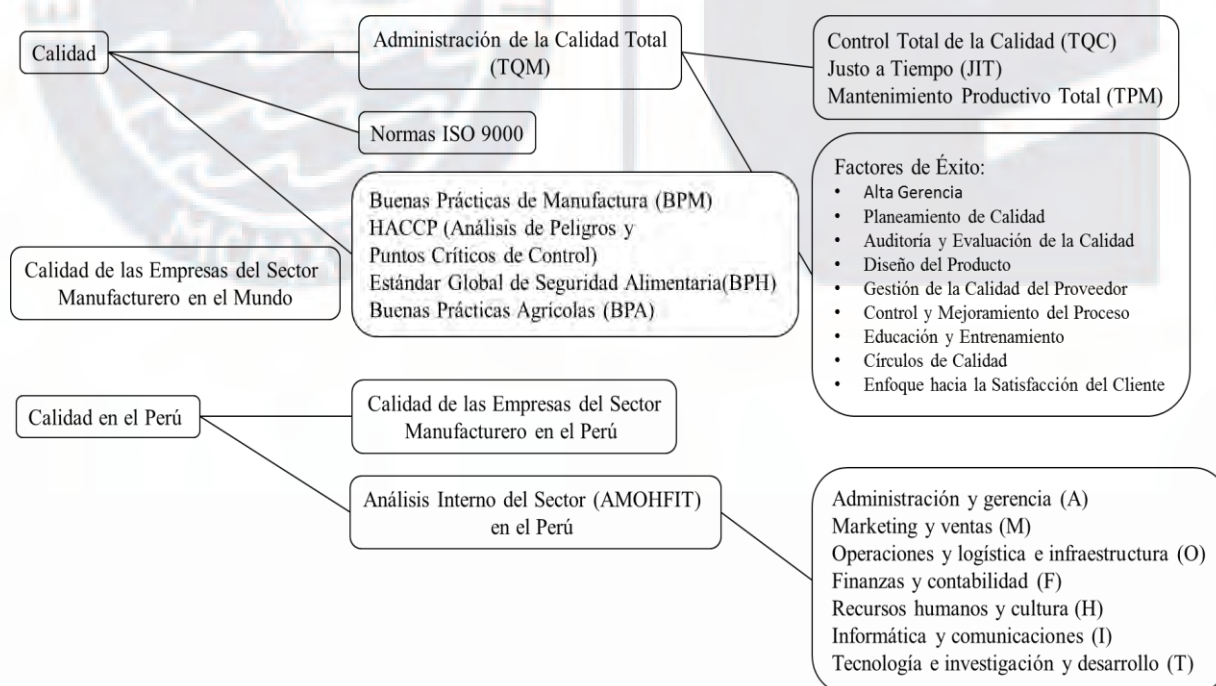 Calidad
Administración de la Calidad Total
(TQM)
Control Total de la Calidad (TQC)
Justo a Tiempo (JIT)
Mantenimiento Productivo Total (TPM)
Normas ISO 9000
Buenas Prácticas de Manufactura (BPM)
HACCP (Análisis de Peligros y
Puntos Críticos de Control)
Estándar Global de Seguridad Alimentaria(BPH)
Buenas Prácticas Agrícolas (BPA)
Factores de Éxito:
• Alta Gerencia
• Planeamiento de Calidad
• Auditoría y Evaluación de la Calidad
• Diseño del Producto
• Gestión de la Calidad del Proveedor
• Control y Mejoramiento del Proceso
• Educación y Entrenamiento
• Círculos de Calidad
• Enfoque hacia la Satisfacción del Cliente
Calidad de las Empresas del Sector
Manufacturero en el Mundo
Calidad en el Perú
Calidad de las Empresas del Sector
Manufacturero en el Perú
Análisis Interno del Sector (AMOHFIT)
en el Perú
Administración y gerencia (A)
Marketing y ventas (M)
Operaciones y logística e infraestructura (O)
Finanzas y contabilidad (F)
Recursos humanos y cultura (H)
Informática y comunicaciones (I)
Tecnología e investigación y desarrollo (T)